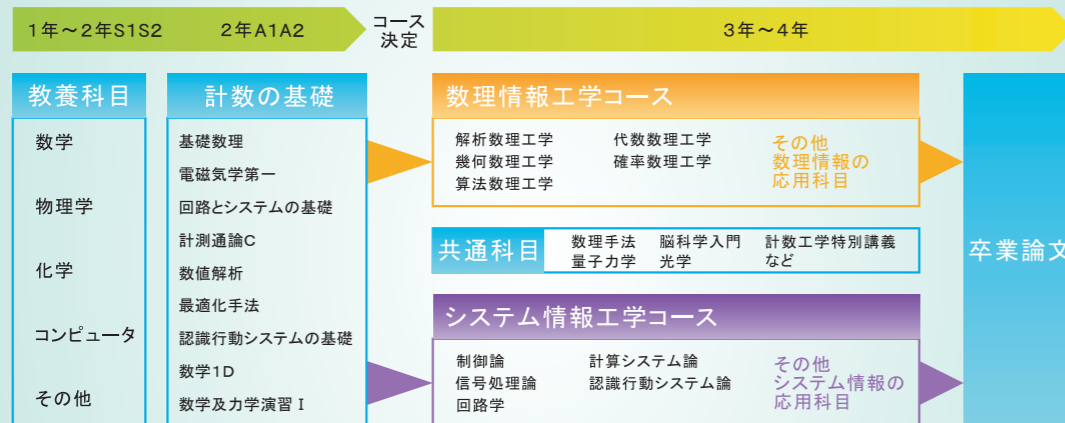 1年～2年S1S2
2年A1A2
コース
決定
3年～4年
教養科目
数学
物理学
化学
コンピュータ
その他
計数の基礎
基礎数理
電磁気学第一
回路とシステムの基礎
計測通論C
数値解析
最適化手法
認識行動システムの基礎
数学1D
数学及力学演習Ⅰ
数理情報工学コース
解析数理工学
幾何数理工学
算法数理工学
代数数理工学
確率数理工学
その他
数理情報の
応用科目
共通科目
数理手法
量子力学
脳科学入門
光学
計数工学特別講義
など
システム情報工学コース
制御論
信号処理論
回路学
計算システム論
認識行動システム論
その他
システム情報の
応用科目
卒業論文